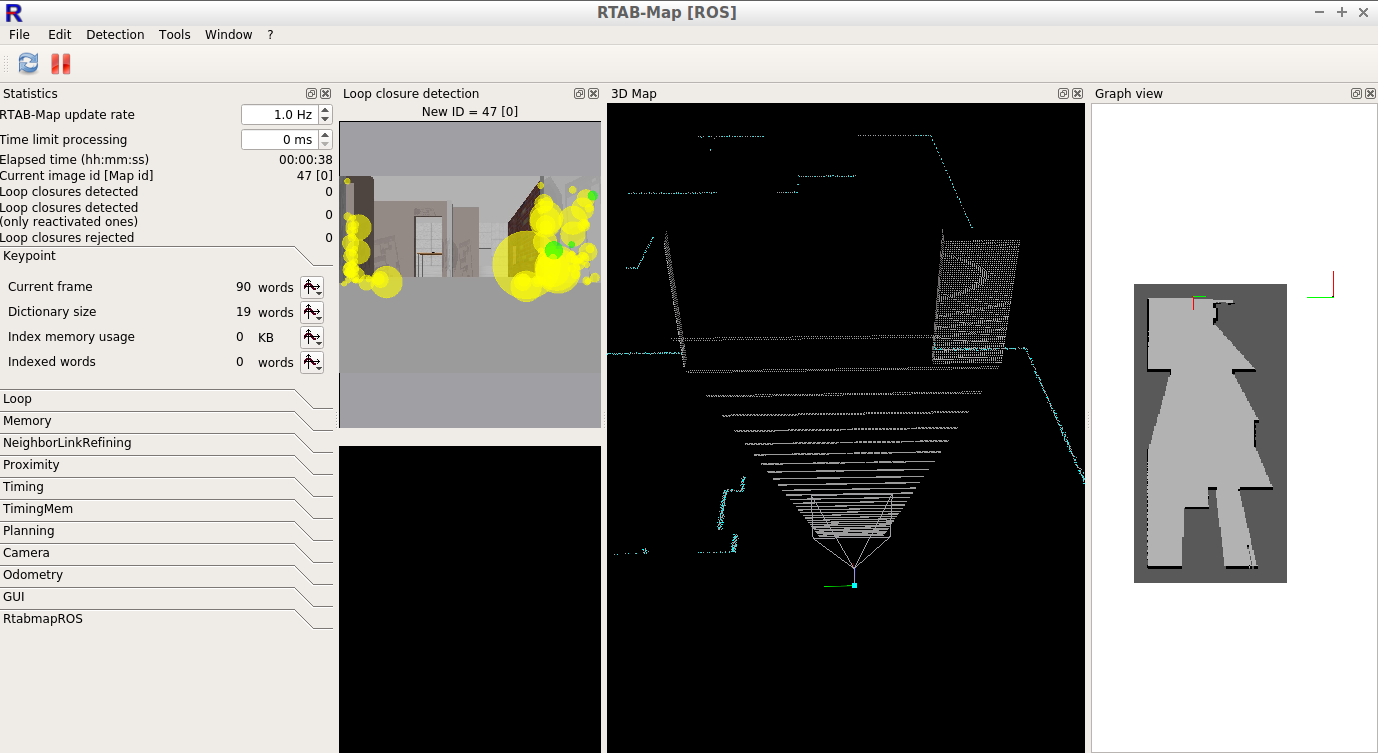 RTAB-Map [ROS]
File Edit Detection Tools Window ?
Statistics
RTAB-Map update rate 1.0 Hz
Time limit processing 0 ms
Elapsed time (hh:mm:ss) 00:00:38
Current image id [Map id] 47 [0]
Loop closures detected 0
Loop closures detected
(only reactivated ones) 0
Loop closures rejected 0
Keypoint
Current frame 90 words
Dictionary size 19 words
Index memory usage 0 KB
Indexed words 0 words
Loop
Memory
NeighborLinkRefining
Proximity
Timing
TimingMem
Planning
Camera
Odometry
GUI
RtabmapROS
Loop closure detection
New ID = 47 [0]
3D Map
Graph view